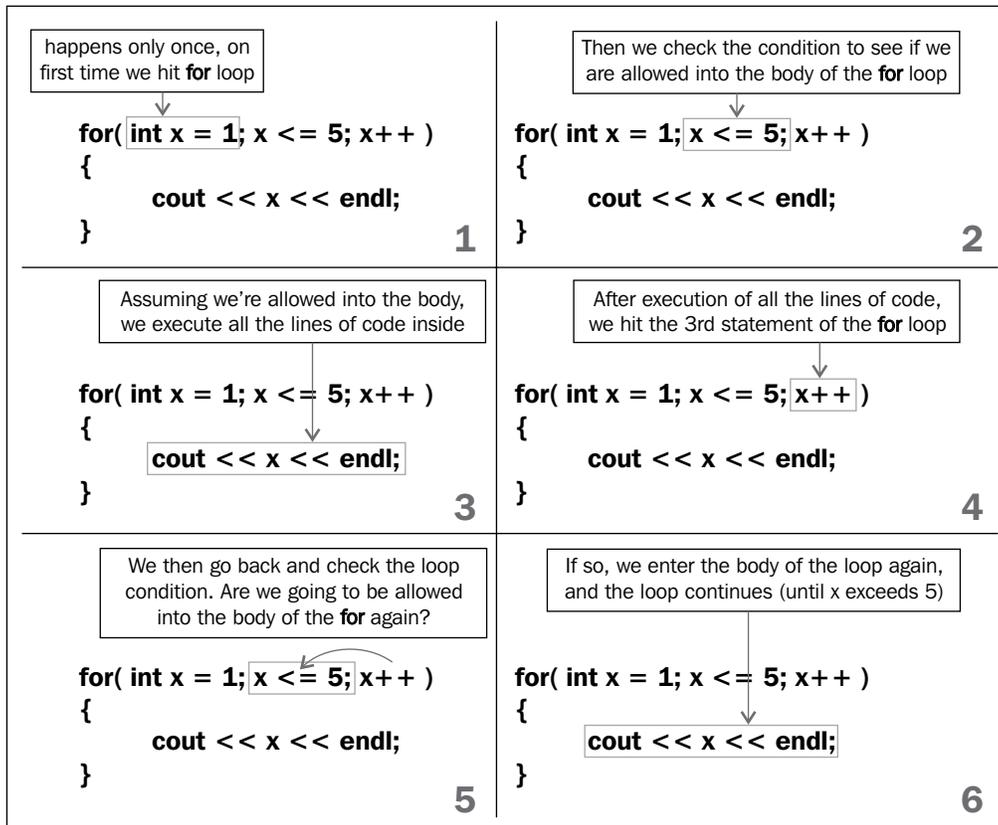 happens only once, on
first time we hit for loop
for( int x = 1; x <= 5; x++ )
{
cout << x << endl;
}
1
Then we check the condition to see if we
are allowed into the body of the for loop
for( int x = 1; x <= 5; x++ )
{
cout << x << endl;
}
2
Assuming we're allowed into the body,
we execute all the lines of code inside
for( int x = 1; x <= 5; x++ )
{
cout << x << endl;
}
3
After execution of all the lines of code,
we hit the 3rd statement of the for loop
for( int x = 1; x <= 5; x++ )
{
cout << x << endl;
}
4
We then go back and check the loop
condition. Are we going to be allowed
into the body of the for again?
for( int x = 1; x <= 5; x++ )
{
cout << x << endl;
}
5
If so, we enter the body of the loop again,
and the loop continues (until x exceeds 5)
for( int x = 1; x <= 5; x++ )
{
cout << x << endl;
}
6